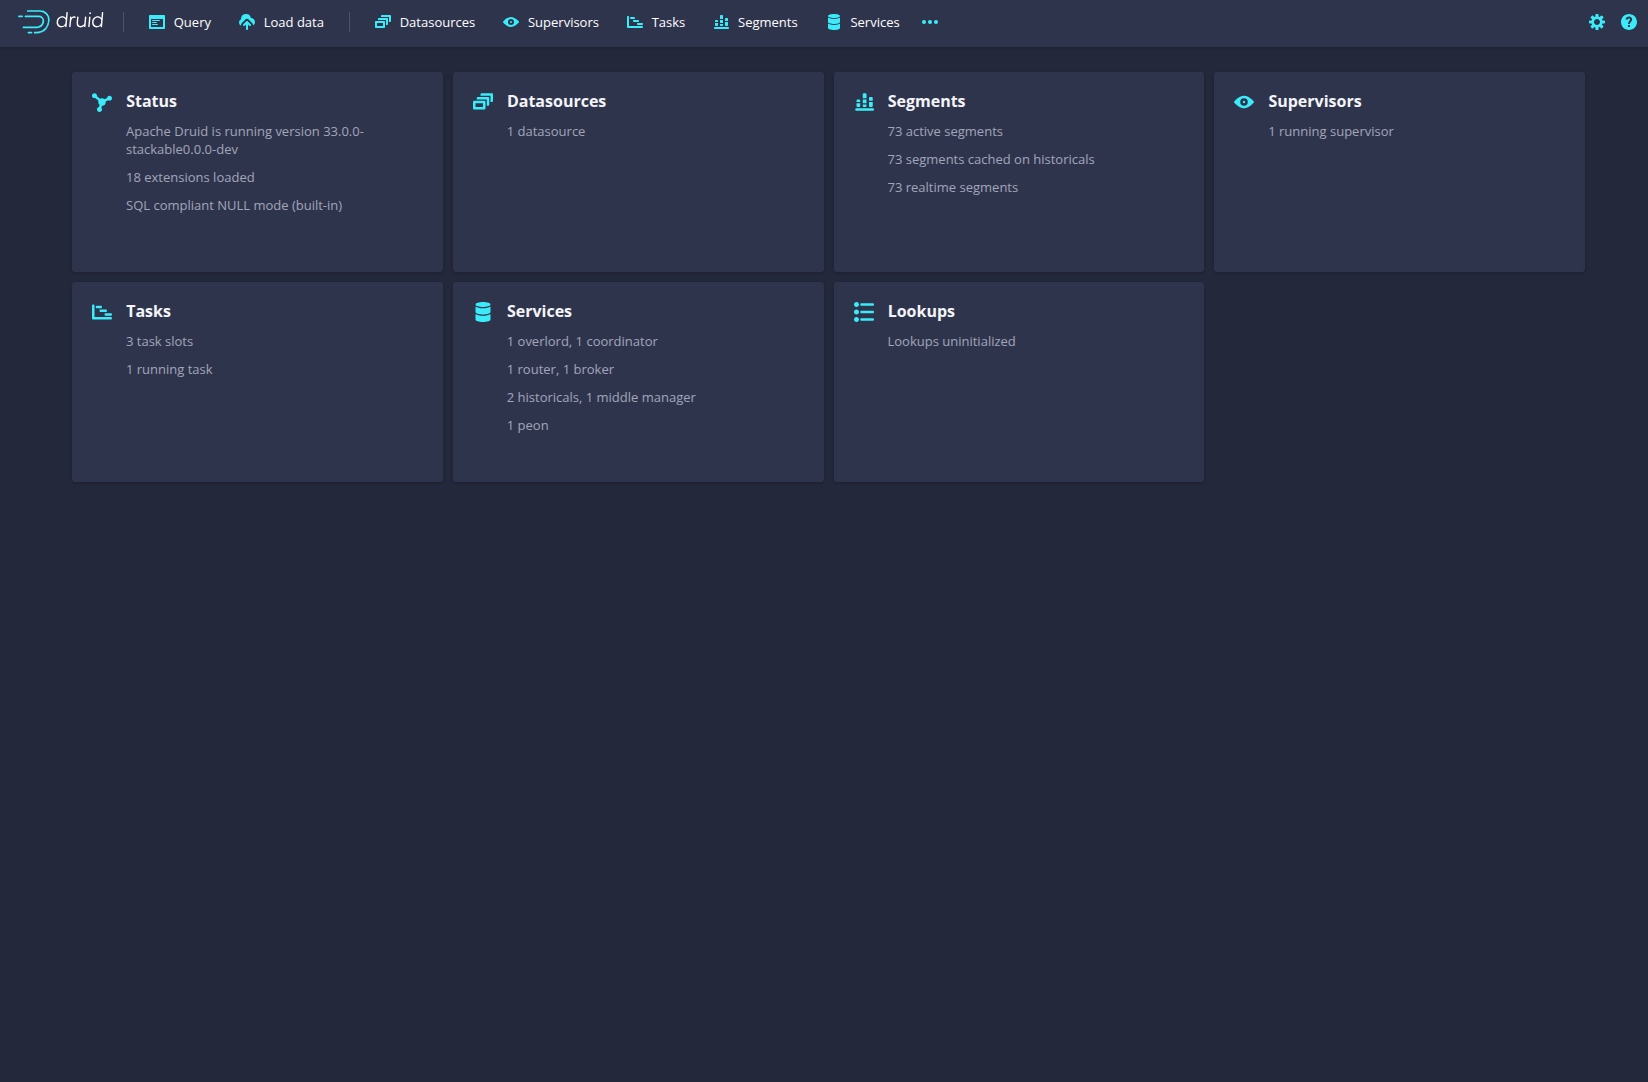 druid Query Load data Datasources Supervisors Tasks Segments Services
Status
Apache Druid is running version 33.0.0-
stackable0.0.0-dev
18 extensions loaded
SQL compliant NULL mode (built-in)
Datasources
1 datasource
Segments
73 active segments
73 segments cached on historicals
73 realtime segments
Supervisors
1 running supervisor
Tasks
3 task slots
1 running task
Services
1 overlord, 1 coordinator
1 router, 1 broker
2 historicals, 1 middle manager
1 peon
Lookups
Lookups uninitialized